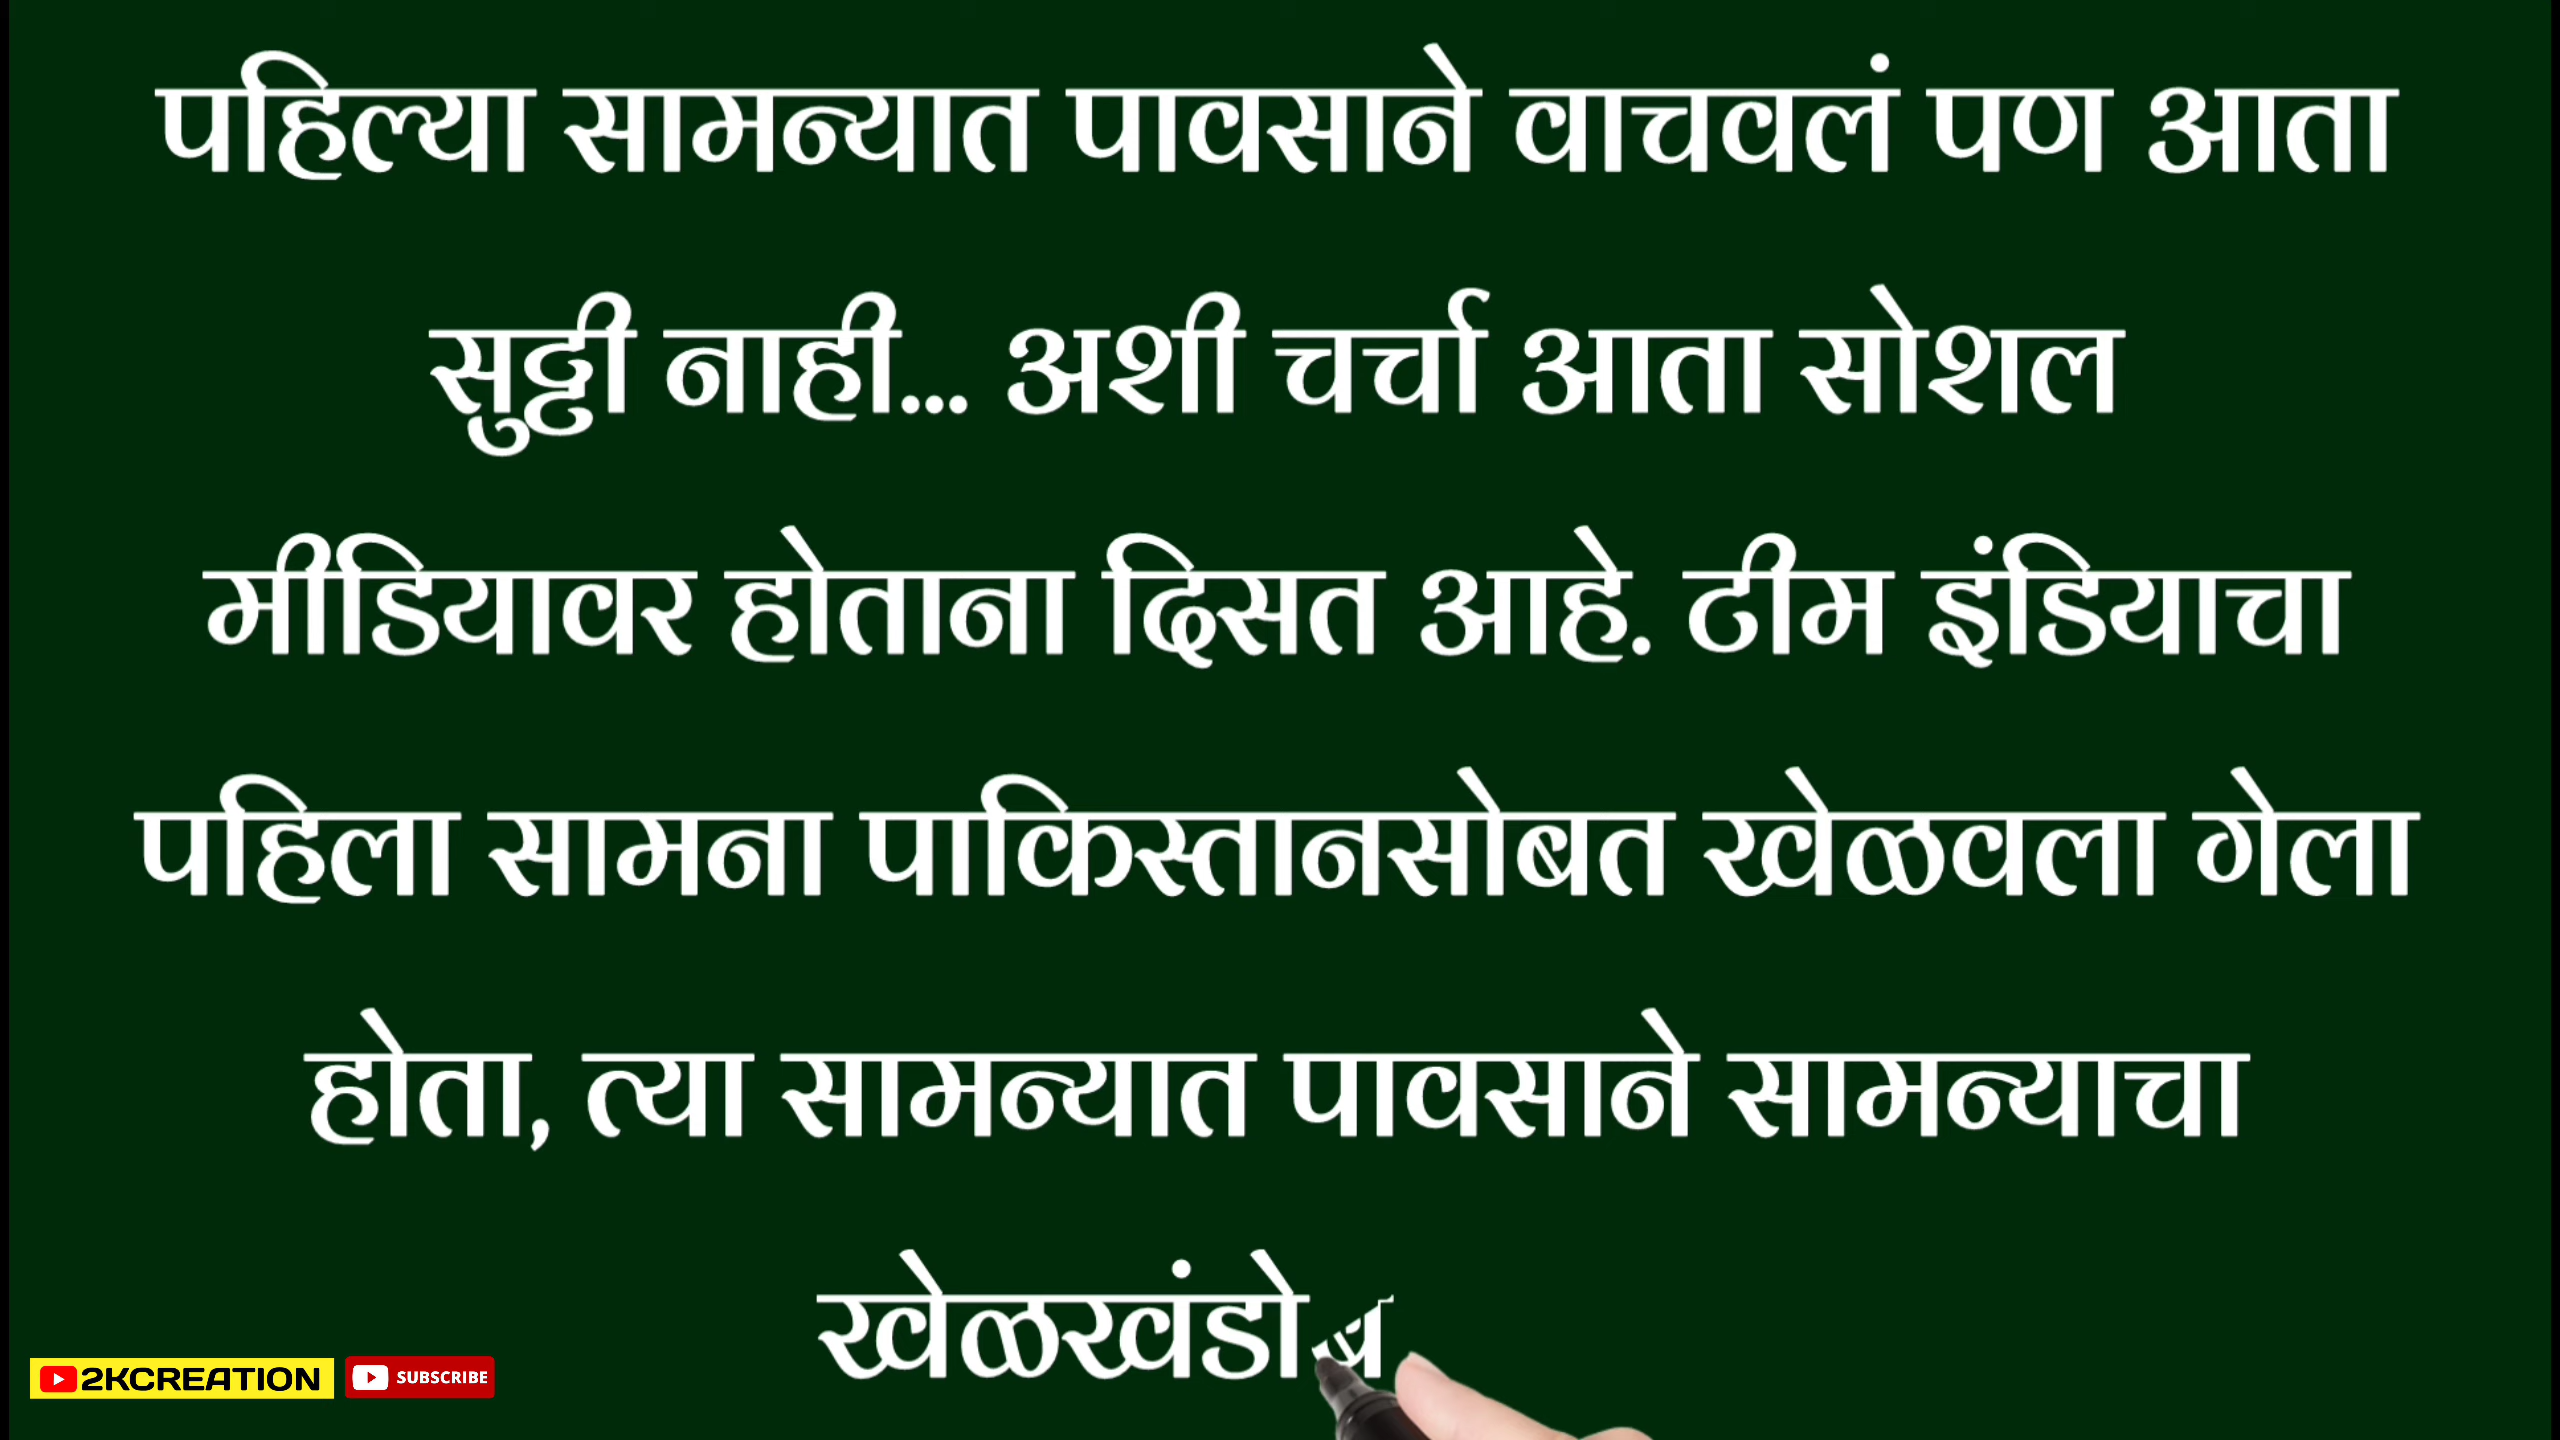 पहिल्या सामन्यात पावसाने वाचवलं पण आता
सुट्टी नाही... अशी चर्चा आता सोशल
मीडियावर होताना दिसत आहे. टीम इंडियाचा
पहिला सामना पाकिस्तानसोबत खेळवला गेला
होता, त्या सामन्यात पावसाने सामन्याचा
2KCREATION SUBSCRIBE